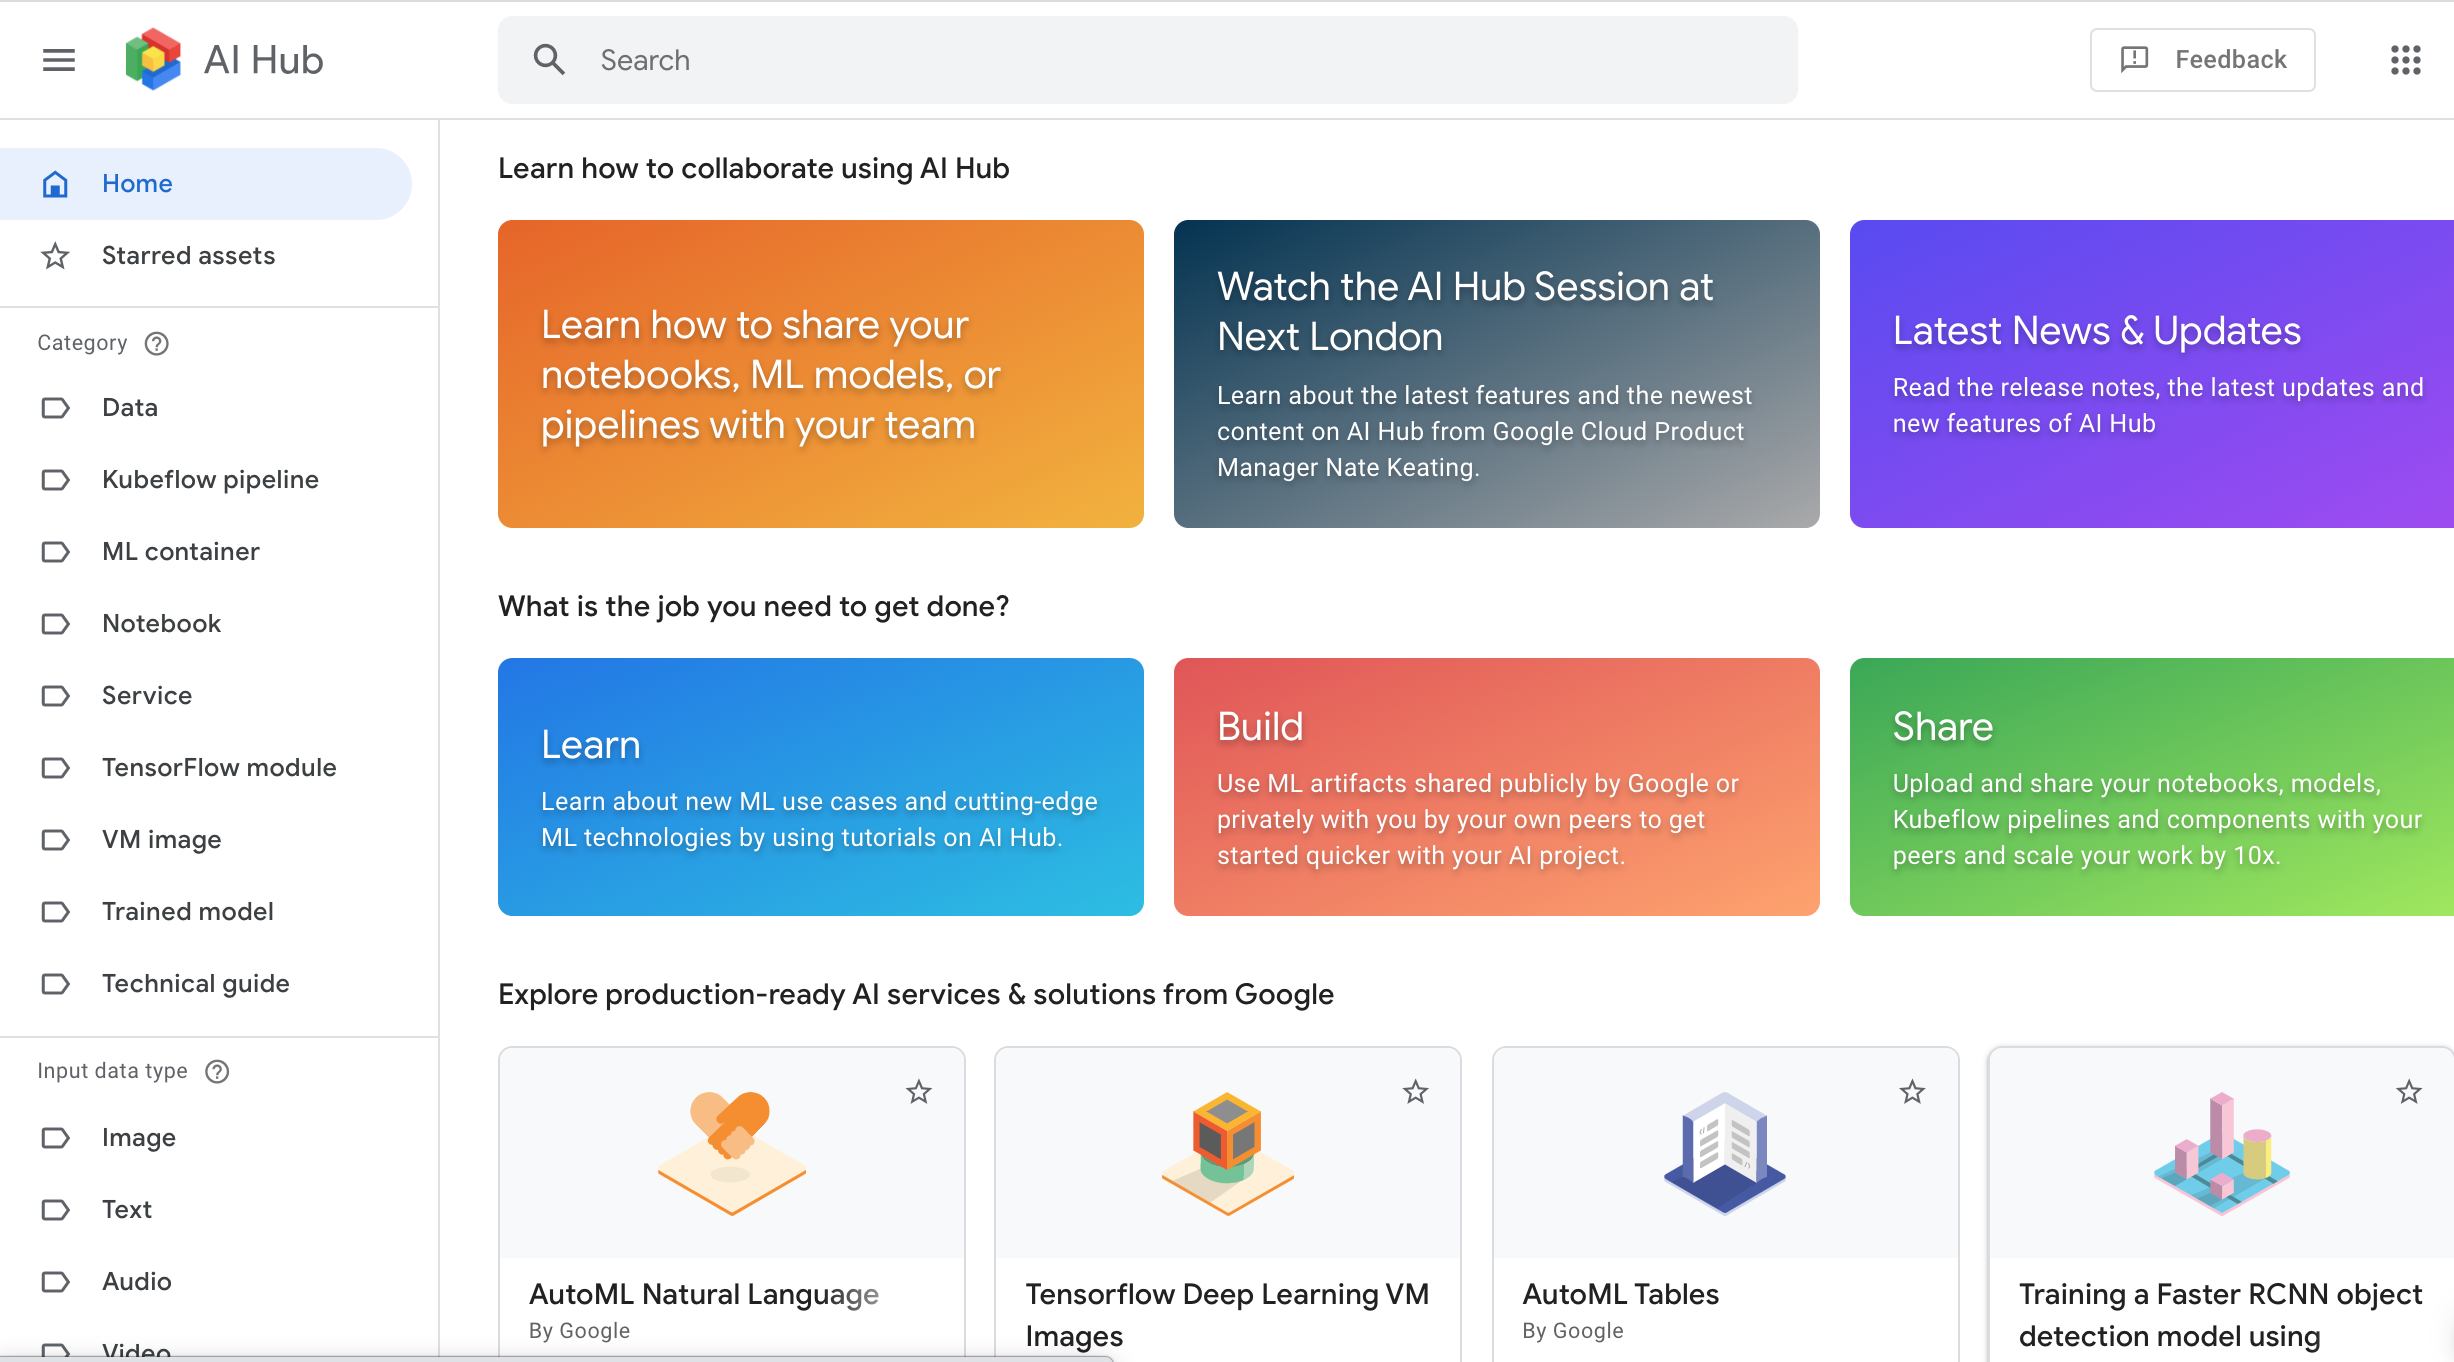 AI Hub
Search
Feedback
Home
Starred assets
Category
Data
Kubeflow pipeline
ML container
Notebook
Service
TensorFlow module
VM image
Trained model
Technical guide
Input data type
Image
Text
Audio
Video
Learn how to collaborate using AI Hub
Learn how to share your
notebooks, ML models, or
pipelines with your team
Watch the AI Hub Session at
Next London
Learn about the latest features and the newest
content on AI Hub from Google Cloud Product
Manager Nate Keating.
Latest News & Updates
Read the release notes, the latest updates and
new features of AI Hub
What is the job you need to get done?
Learn
Learn about new ML use cases and cutting-edge
ML technologies by using tutorials on AI Hub.
Build
Use ML artifacts shared publicly by Google or
privately with you by your own peers to get
started quicker with your AI project.
Share
Upload and share your notebooks, models,
Kubeflow pipelines and components with your
peers and scale your work by 10x.
Explore production-ready AI services & solutions from Google
AutoML Natural Language
By Google
Tensorflow Deep Learning VM
Images
AutoML Tables
By Google
Training a Faster RCNN object
detection model using